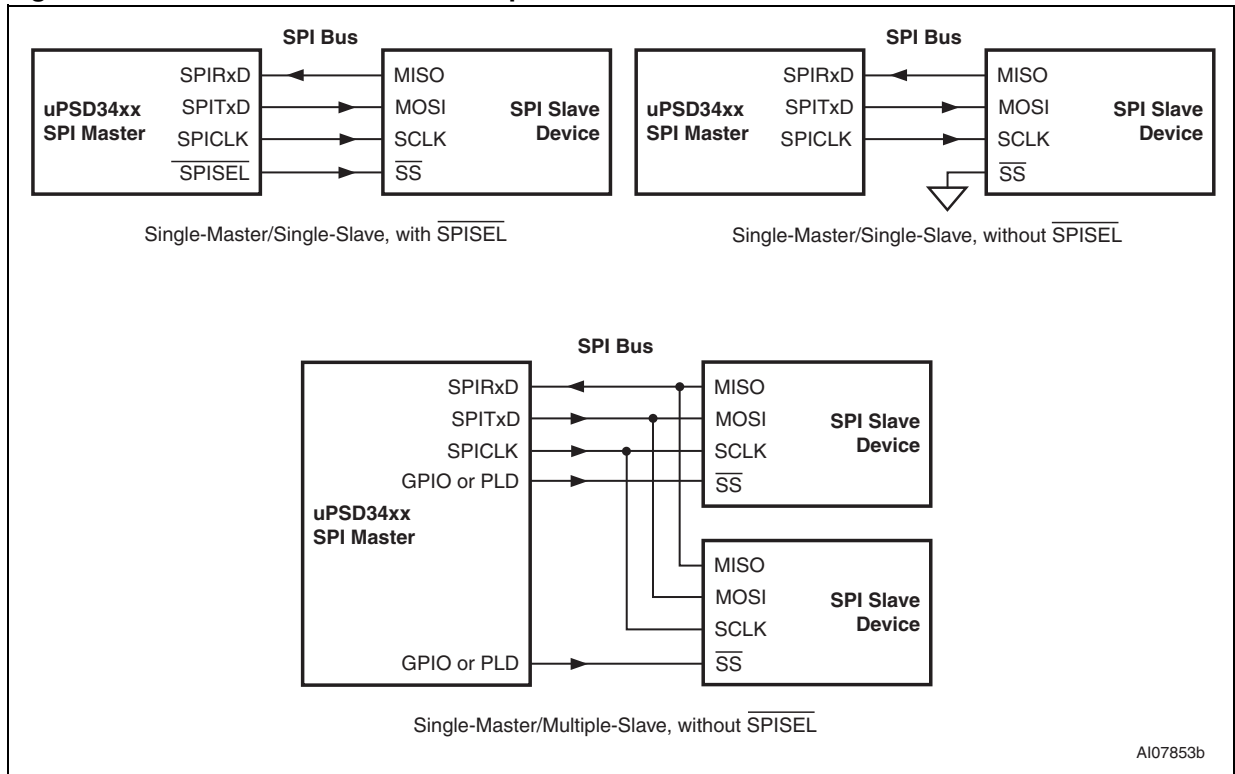 SPI Bus
SPIRxD
SPITxD
SPICLK
SPISEL
uPSD34xx
SPI Master
MISO
MOSI
SCLK
SS
SPI Slave
Device
Single-Master/Single-Slave, with SPISEL
SPI Bus
SPIRxD
SPITxD
SPICLK
uPSD34xx
SPI Master
MISO
MOSI
SCLK
SS
SPI Slave
Device
Single-Master/Single-Slave, without SPISEL
SPI Bus
SPIRxD
SPITxD
SPICLK
GPIO or PLD
uPSD34xx
SPI Master
GPIO or PLD
MISO
MOSI
SCLK
SS
SPI Slave
Device
MISO
MOSI
SCLK
SS
SPI Slave
Device
Single-Master/Multiple-Slave, without SPISEL
AI07853b